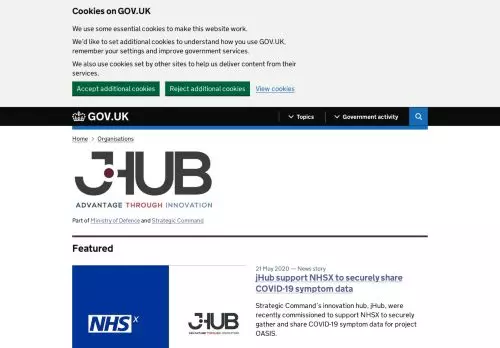 Cookies on GOV.UK
We use some essential cookies to make this website work.
We'd like to set additional cookies to understand how you use GOV.UK,
remember your settings and improve government services.
We also use cookies set by other sites to help us deliver content from their
services.
Accept additional cookies
Reject additional cookies
View cookies
GOV.UK
Topics
Government activity
Home
Organisations
JHUB
ADVANTAGE THROUGH INNOVATION
Part of Ministry of Defence and Strategic Command
Featured
NHSX
JHUB
ADVANTAGE THROUGH INNOVATION
21 May 2020 — News story
jHub support NHSX to securely share
COVID-19 symptom data
Strategic Command's innovation hub, jHub, were
recently commissioned to support NHSX to securely
gather and share COVID-19 symptom data for project
OASIS.